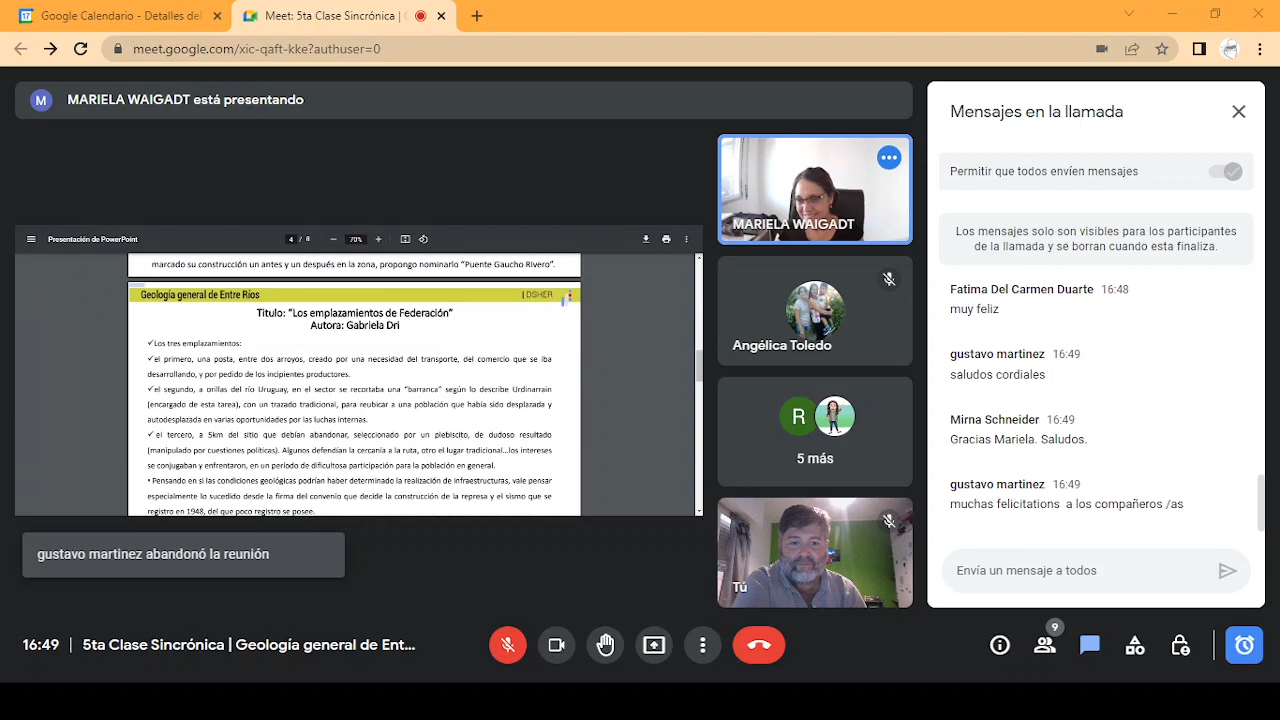 17 Google Calendario - Detalles del
Meet: 5ta Clase Sincrónica |
meet.google.com/xic-qaft-kke?authuser=0
M MARIELA WAIGADT está presentando
Presentación de PowerPoint
4 / 8
70%
marcado su construcción un antes y un después en la zona, propongo nominarlo “Puente Gaucho Rivero”.
Geología general de Entre Ríos
| DSHER
Titulo: “Los emplazamientos de Federación”
Autora: Gabriela Dri
✓Los tres emplazamientos:
✓el primero, una posta, entre dos arroyos, creado por una necesidad del transporte, del comercio que se iba
desarrollando, y por pedido de los incipientes productores.
✓el segundo, a orillas del río Uruguay, en el sector se recortaba una “barranca” según lo describe Urdinarrain
(encargado de esta tarea), con un trazado tradicional, para reubicar a una población que había sido desplazada y
autodesplazada en varias oportunidades por las luchas internas.
✓el tercero, a 5km del sitio que debían abandonar, seleccionado por un plebiscito, de dudoso resultado
(manipulado por cuestiones políticas). Algunos defendían la cercanía a la ruta, otro el lugar tradicional...los intereses
se conjugaban y enfrentaron, en un período de dificultosa participación para la población en general.
• Pensando en si las condiciones geológicas podrían haber determinado la realización de infraestructuras, vale pensar
especialmente lo sucedido desde la firma del convenio que decide la construcción de la represa y el sismo que se
registro en 1948, del que poco registro se posee.
MARIELA WAIGADT
Angélica Toledo
R
5 más
Tú
gustavo martinez abandonó la reunión
Mensajes en la llamada
Permitir que todos envíen mensajes
Los mensajes solo son visibles para los participantes
de la llamada y se borran cuando esta finaliza.
Fatima Del Carmen Duarte 16:48
muy feliz
gustavo martinez 16:49
saludos cordiales
Mirna Schneider 16:49
Gracias Mariela. Saludos.
gustavo martinez 16:49
muchas felicitations a los compañeros /as
Envía un mensaje a todos
16:49 | 5ta Clase Sincrónica | Geología general de Ent...
9